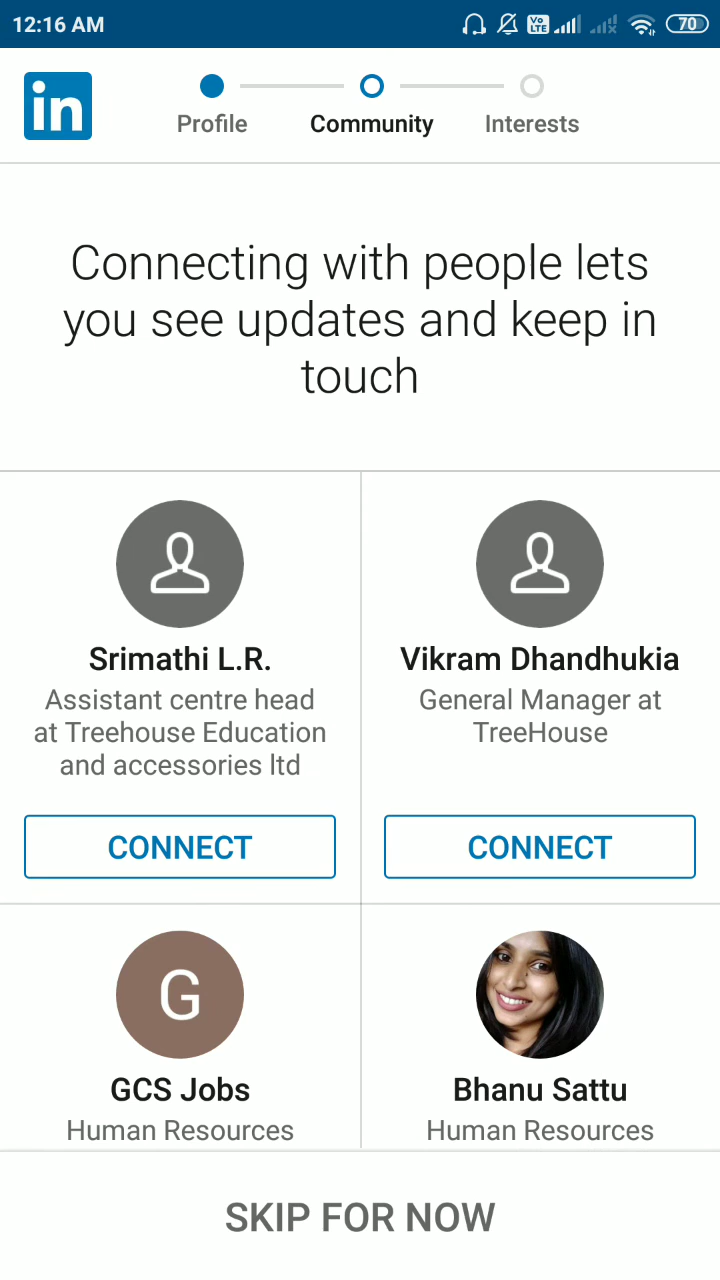 12:16 AM
Vo LTE
70
in
Profile
Community
Interests
Connecting with people lets
you see updates and keep in
touch
Srimathi L.R.
Assistant centre head
at Treehouse Education
and accessories ltd
CONNECT
Vikram Dhandhukia
General Manager at
TreeHouse
CONNECT
G
GCS Jobs
Human Resources
Bhanu Sattu
Human Resources
SKIP FOR NOW